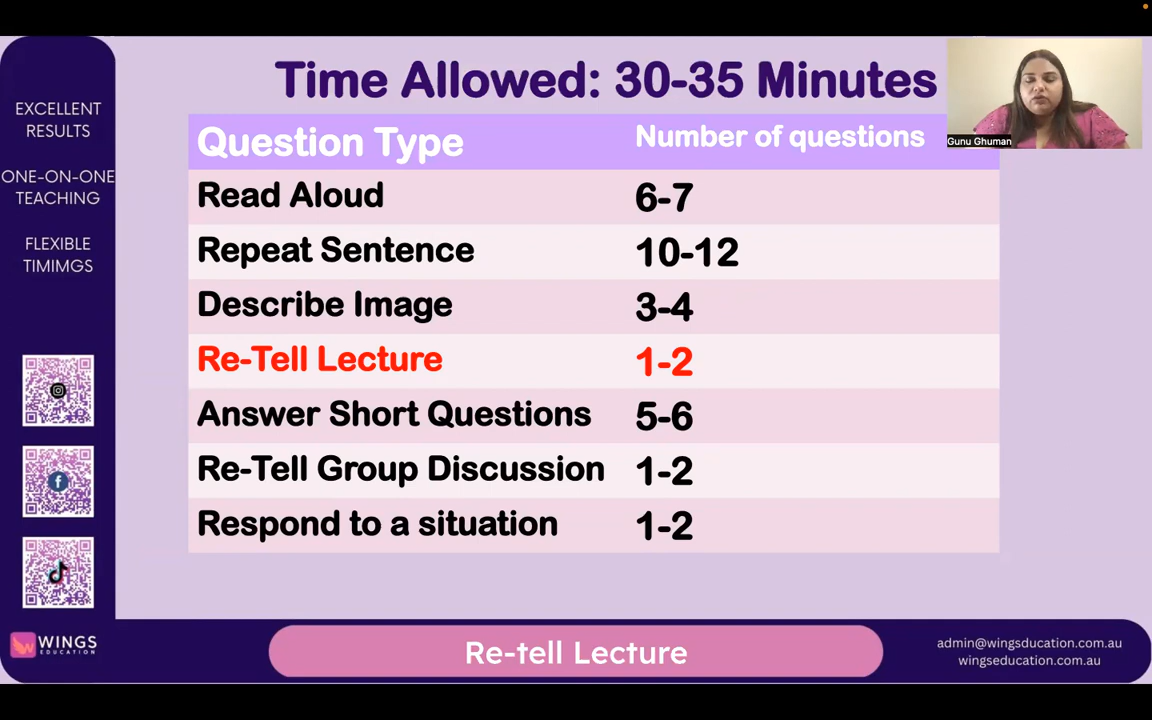 Time Allowed: 30-35 Minutes
EXCELLENT
RESULTS
ONE-ON-ONE
TEACHING
FLEXIBLE
TIMIMGS
Question Type Number of questions
Read Aloud 6-7
Repeat Sentence 10-12
Describe Image 3-4
Re-Tell Lecture 1-2
Answer Short Questions 5-6
Re-Tell Group Discussion 1-2
Respond to a situation 1-2
Gunu Ghuman
WINGS
EDUCATION
Re-tell Lecture
admin@wingsducation.com.au
wingseducation.com.au